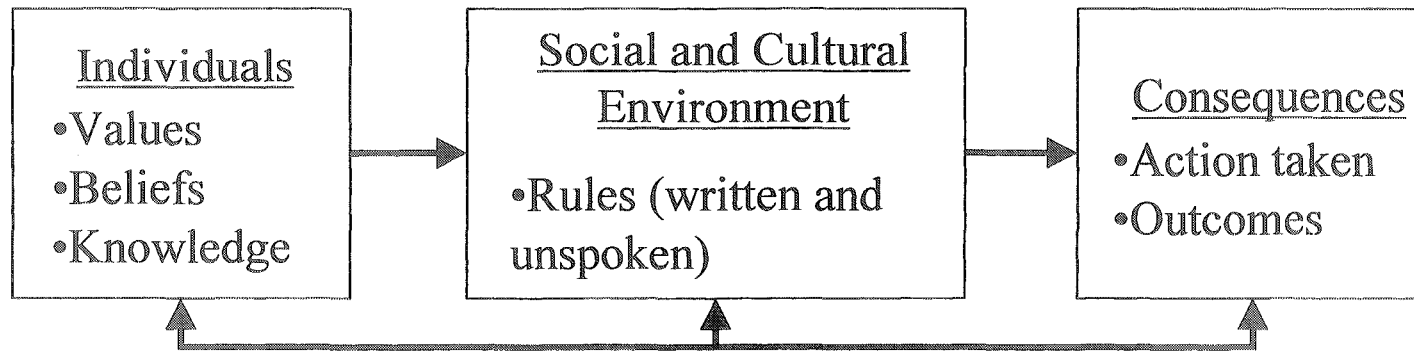 Individuals
•Values
•Beliefs
•Knowledge
Social and Cultural
Environment
•Rules (written and
unspoken)
Consequences
•Action taken
•Outcomes